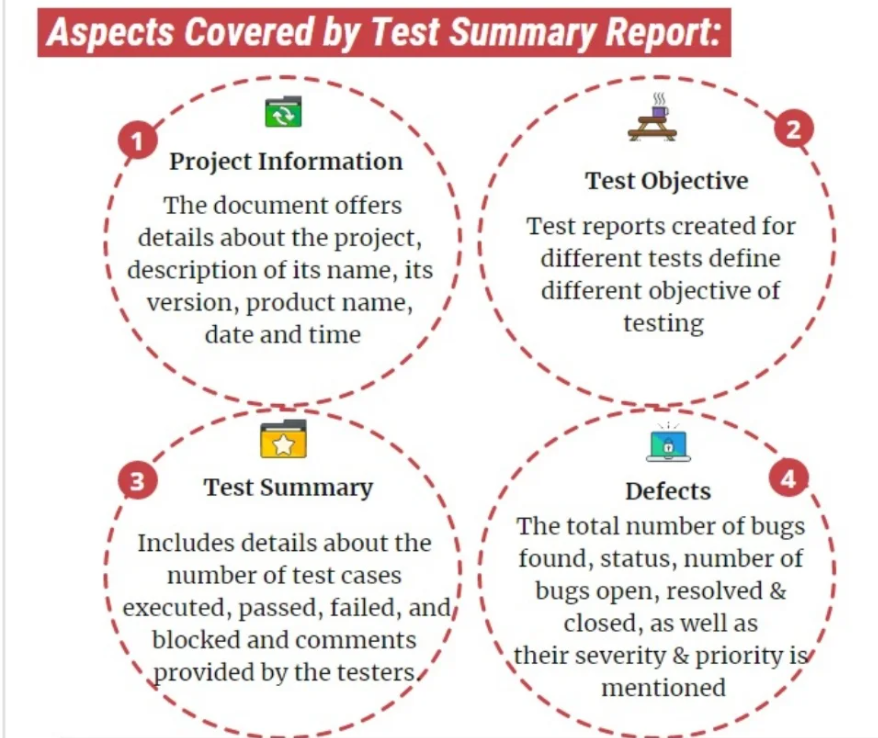 Aspects Covered by Test Summary Report:
1
Project Information
The document offers
details about the project,
description of its name, its
version, product name,
date and time
2
Test Objective
Test reports created for
different tests define
different objective of
testing
3
Test Summary
Includes details about the
number of test cases
executed, passed, failed, and
blocked and comments
provided by the testers.
4
Defects
The total number of bugs
found, status, number of
bugs open, resolved &
closed, as well as
their severity & priority is
mentioned